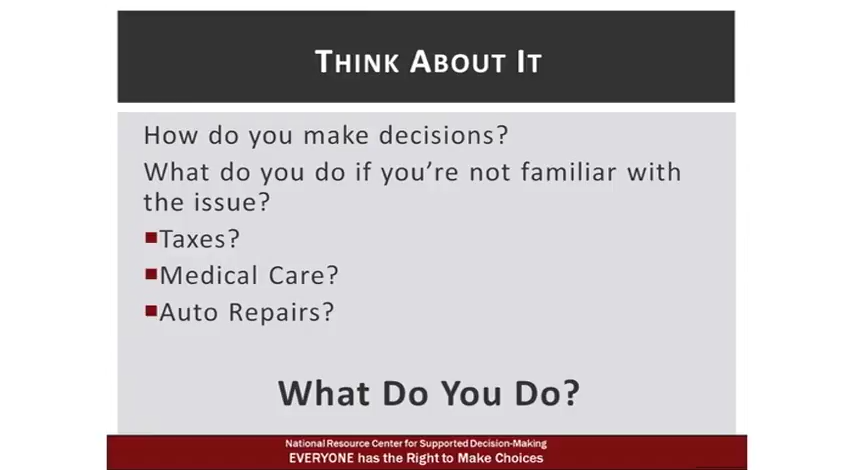 THINK ABOUT IT
How do you make decisions?
What do you do if you’re not familiar with
the issue?
▪Taxes?
▪Medical Care?
▪Auto Repairs?
What Do You Do?
National Resource Center for Supported Decision-Making
EVERYONE has the Right to Make Choices